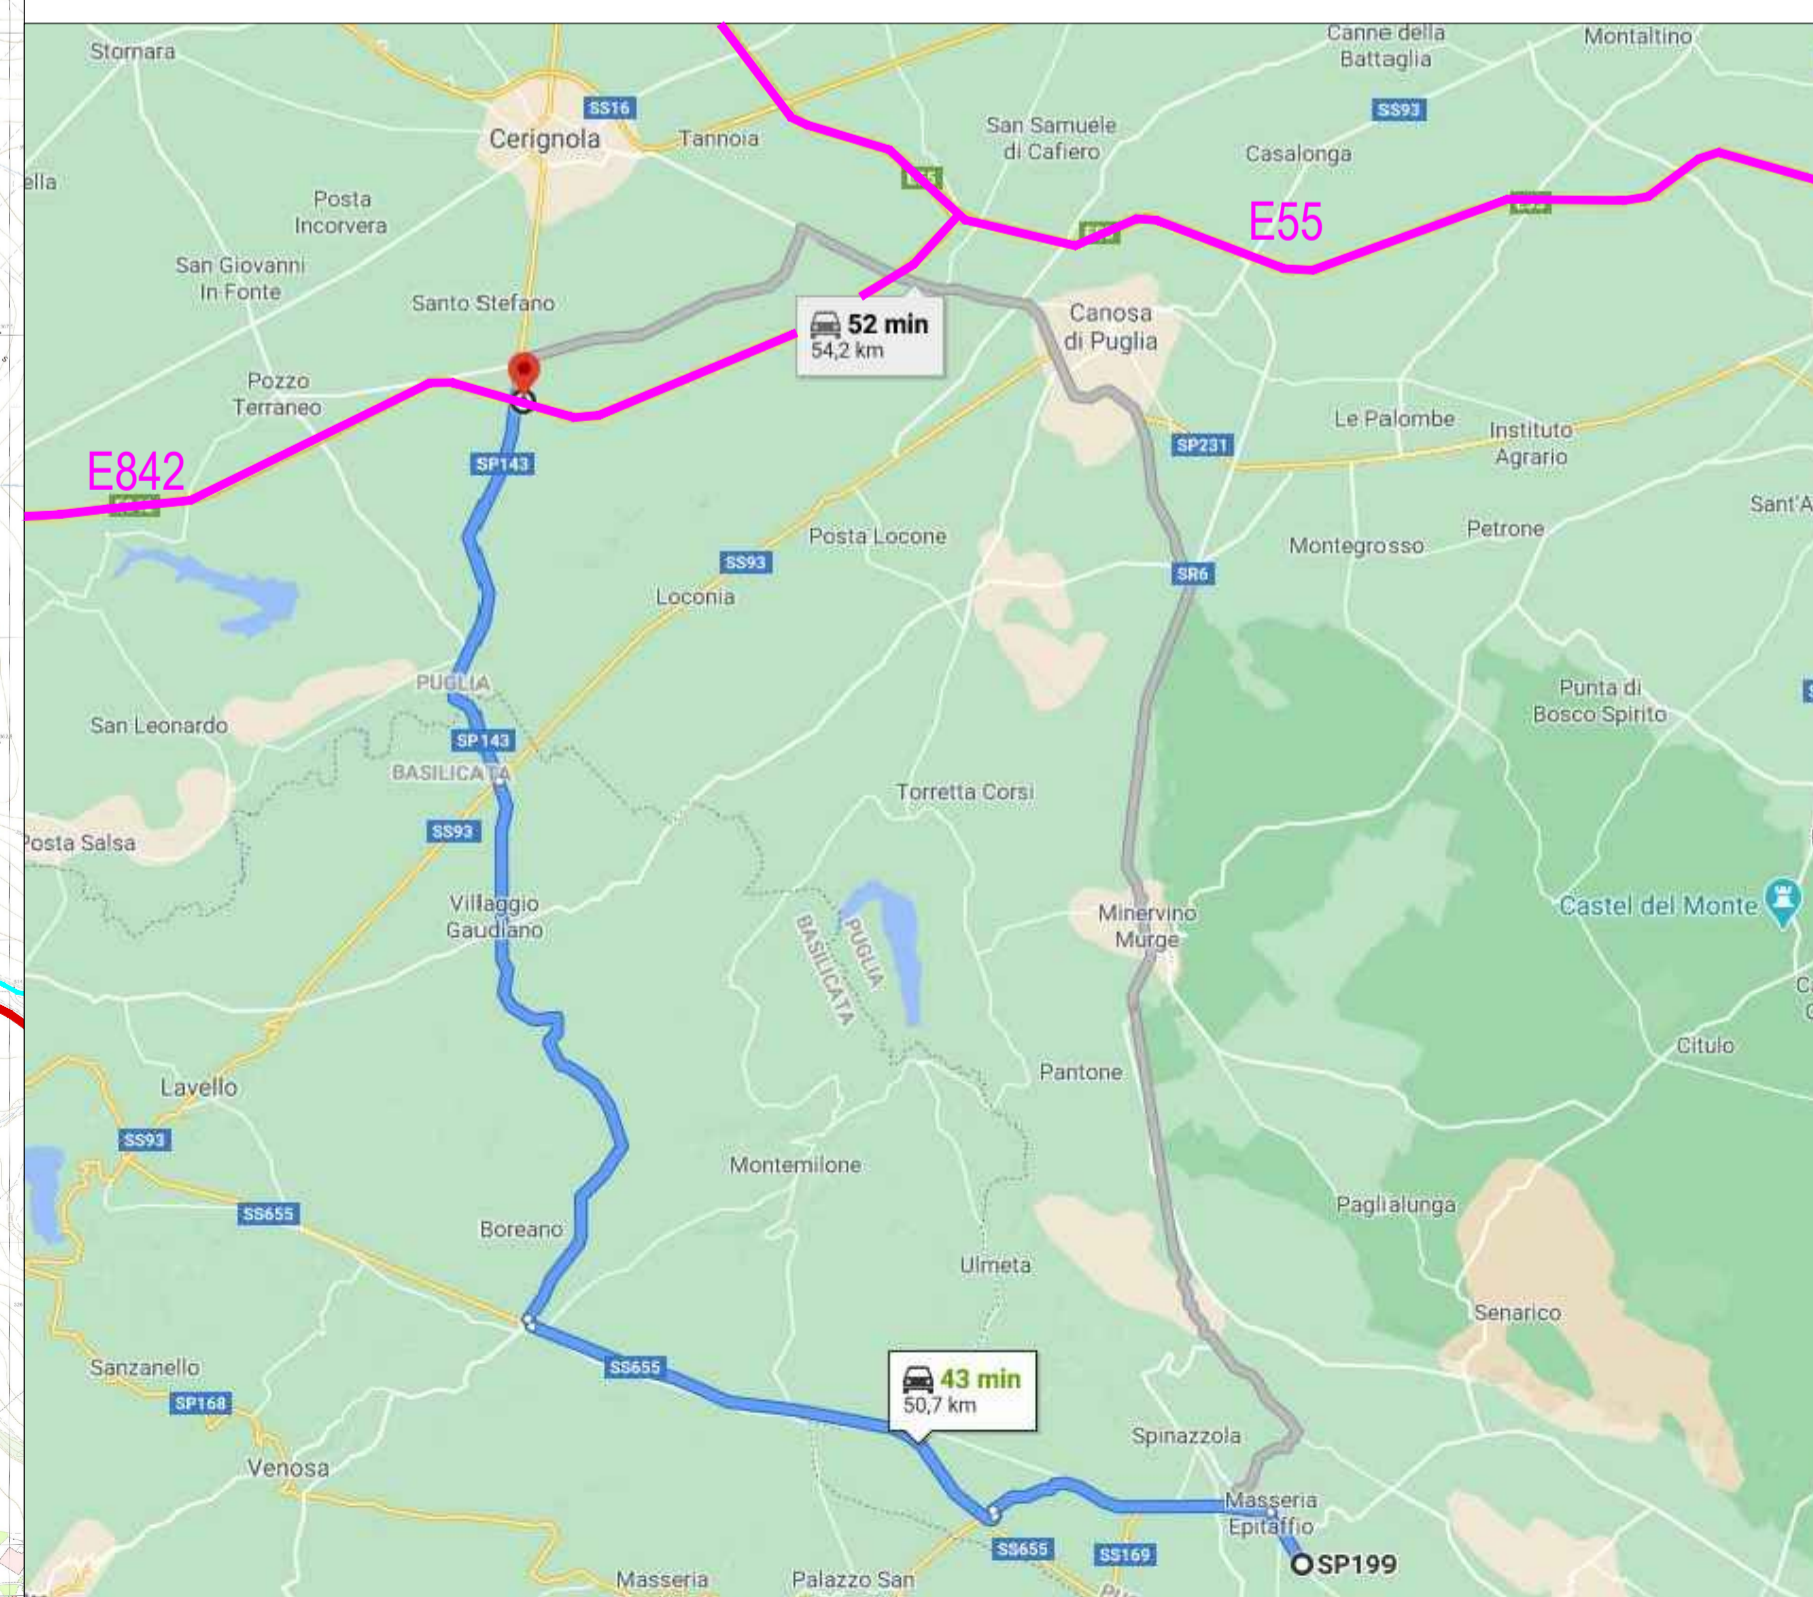 Stornara
Canne della
Battaglia
Montaltino
SS16
SS93
Cerignola
Tannoia
San Samuele
di Cafiero
Casalonga
ella
Posta
Incorvera
E55
San Giovanni
In Fonte
Santo Stefano
52 min
54,2 km
Canosa
di Puglia
Pozzo
Terraneo
Le Palombe
Instituto
Agrario
SP231
E842
SP143
Sant'A
Posta Locone
Petrone
Montegrosso
SS93
SR6
Loconia
PUGLIA
Punta di
Bosco Spirito
San Leonardo
SP143
BASILICATA
Torretta Corsi
SS93
Posta Salsa
Villaggio
Gaudiano
Castel del Monte
Minervino
Murge
PUGLIA
BASILICATA
Citulo
Pantone
Lavello
SS93
Montemilone
Paglialunga
SS655
Boreano
Ulmeta
Senarico
Sanzanello
SS655
43 min
50,7 km
SP168
Spinazzola
Venosa
Masseria
Epitaffio
SS655
SS169
SP199
Masseria
Palazzo San